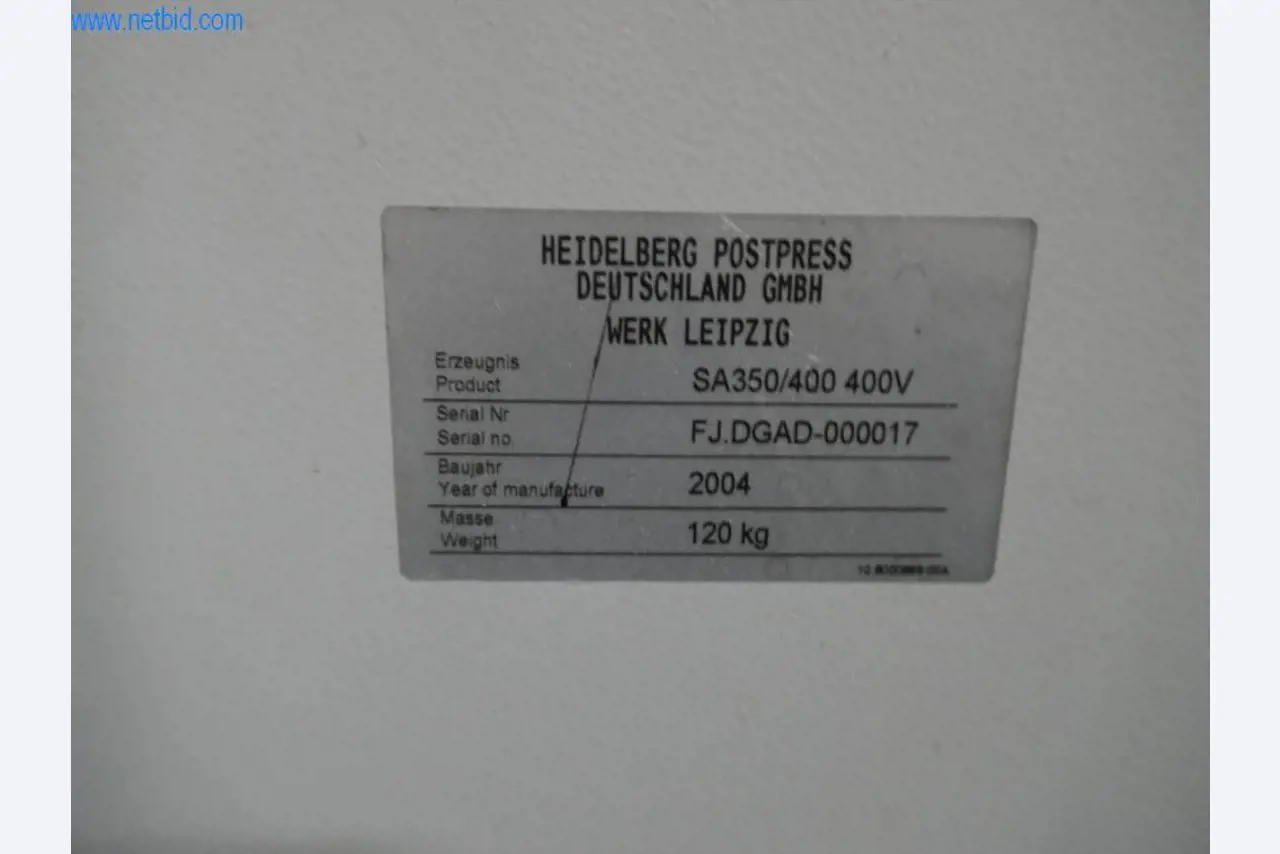 www.netbid.com
HEIDELBERG POSTPRESS
DEUTSCHLAND GMBH
WERK LEIPZIG
Erzeugnis
Product
SA350/400 400V
Serial Nr
Serial no.
FJ.DGAD-000017
Baujahr
Year of manufacture
2004
Masse
Weight
120 kg